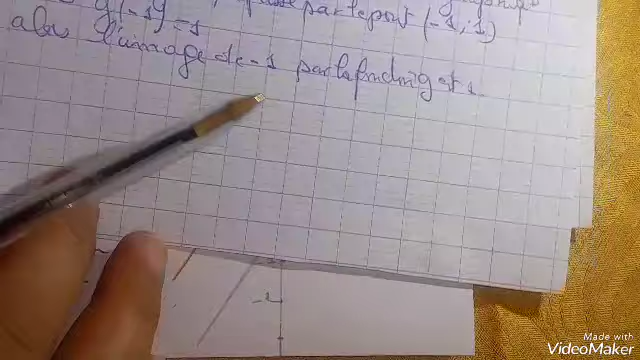 g(-1) = 1, passe par le point (-1, 1)
alors l'image de -1 par la fonction g est 1
-1
Made with
VideoMaker